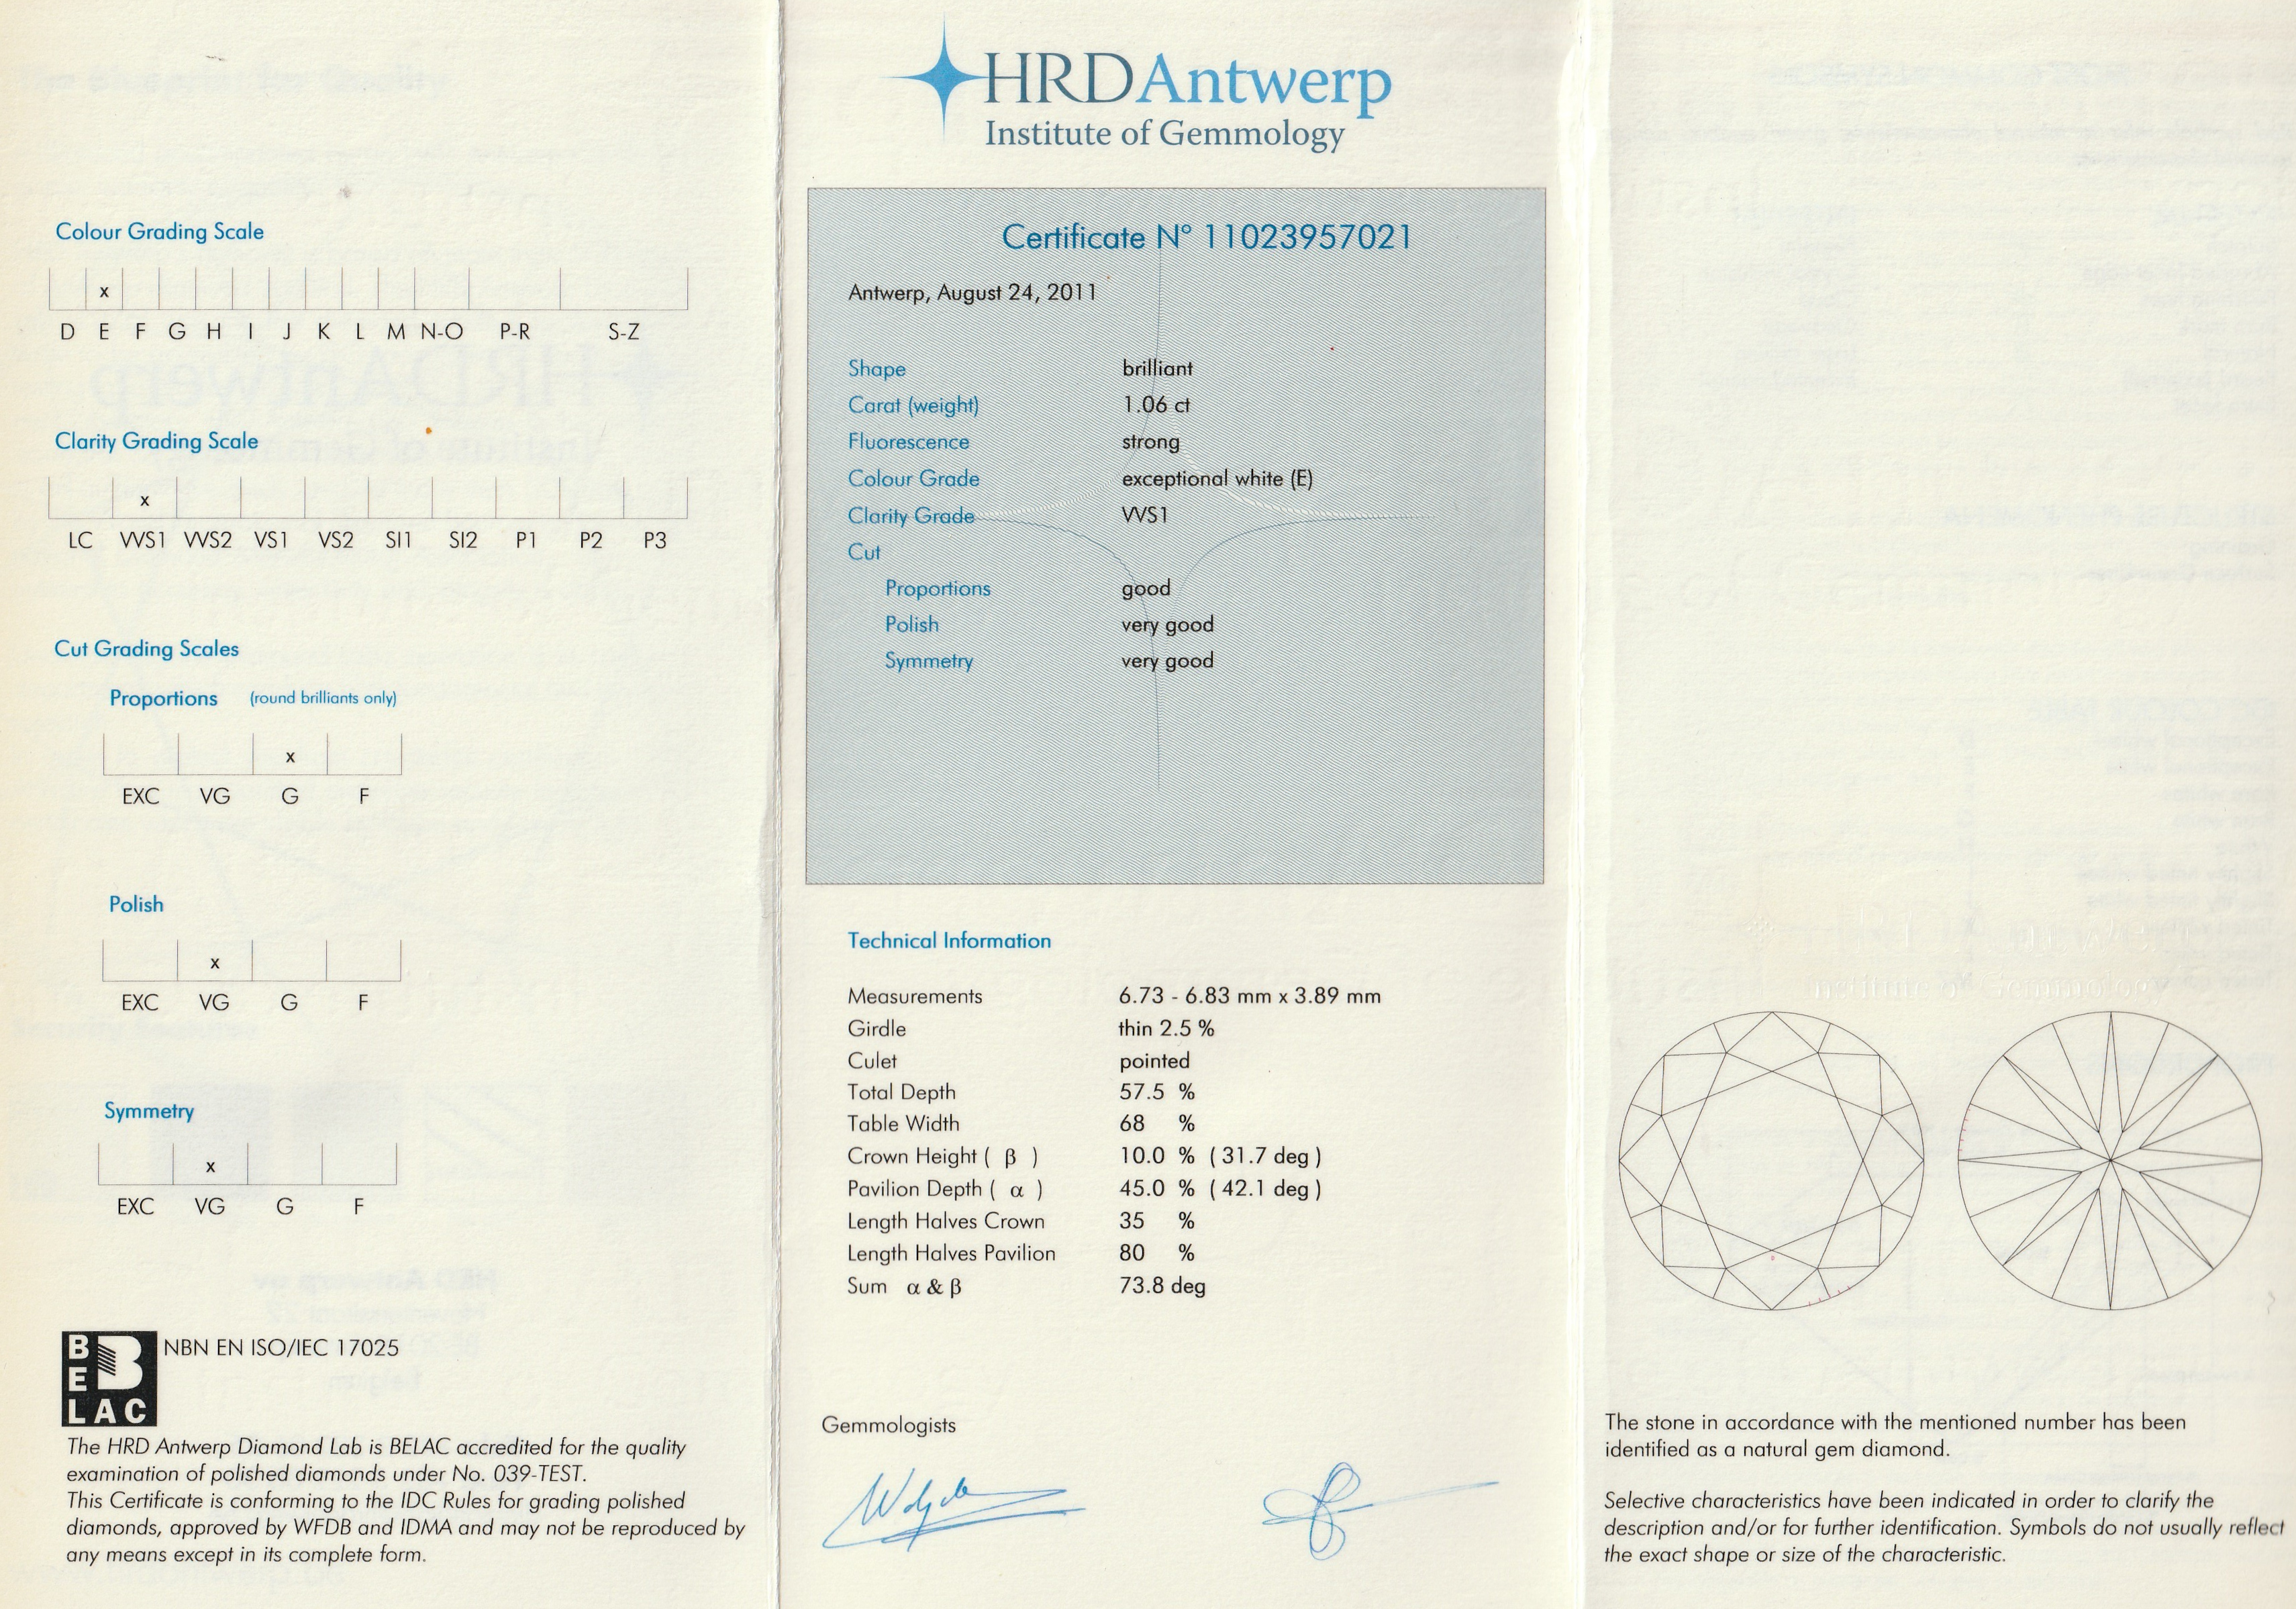 Colour Grading Scale
x
D E F G H I J K L M N-O P-R S-Z
Clarity Grading Scale
x
LC VVS1 VVS2 VS1 VS2 SI1 SI2 P1 P2 P3
Cut Grading Scales
Proportions (round brilliants only)
x
EXC VG G F
Polish
x
EXC VG G F
Symmetry
x
EXC VG G F
B E LAC
NBN EN ISO/IEC 17025
The HRD Antwerp Diamond Lab is BELAC accredited for the quality
examination of polished diamonds under No. 039-TEST.
This Certificate is conforming to the IDC Rules for grading polished
diamonds, approved by WFDB and IDMA and may not be reproduced by
any means except in its complete form.
HRDAntwerp
Institute of Gemmology
Certificate N° 11023957021
Antwerp, August 24, 2011
Shape brilliant
Carat (weight) 1.06 ct
Fluorescence strong
Colour Grade exceptional white (E)
Clarity Grade VVS1
Cut
Proportions good
Polish very good
Symmetry very good
Technical Information
Measurements 6.73 - 6.83 mm x 3.89 mm
Girdle thin 2.5 %
Culet pointed
Total Depth 57.5 %
Table Width 68 %
Crown Height ( β ) 10.0 % ( 31.7 deg )
Pavilion Depth ( α ) 45.0 % ( 42.1 deg )
Length Halves Crown 35 %
Length Halves Pavilion 80 %
Sum α & β 73.8 deg
Gemmologists
The stone in accordance with the mentioned number has been
identified as a natural gem diamond.
Selective characteristics have been indicated in order to clarify the
description and/or for further identification. Symbols do not usually reflect
the exact shape or size of the characteristic.